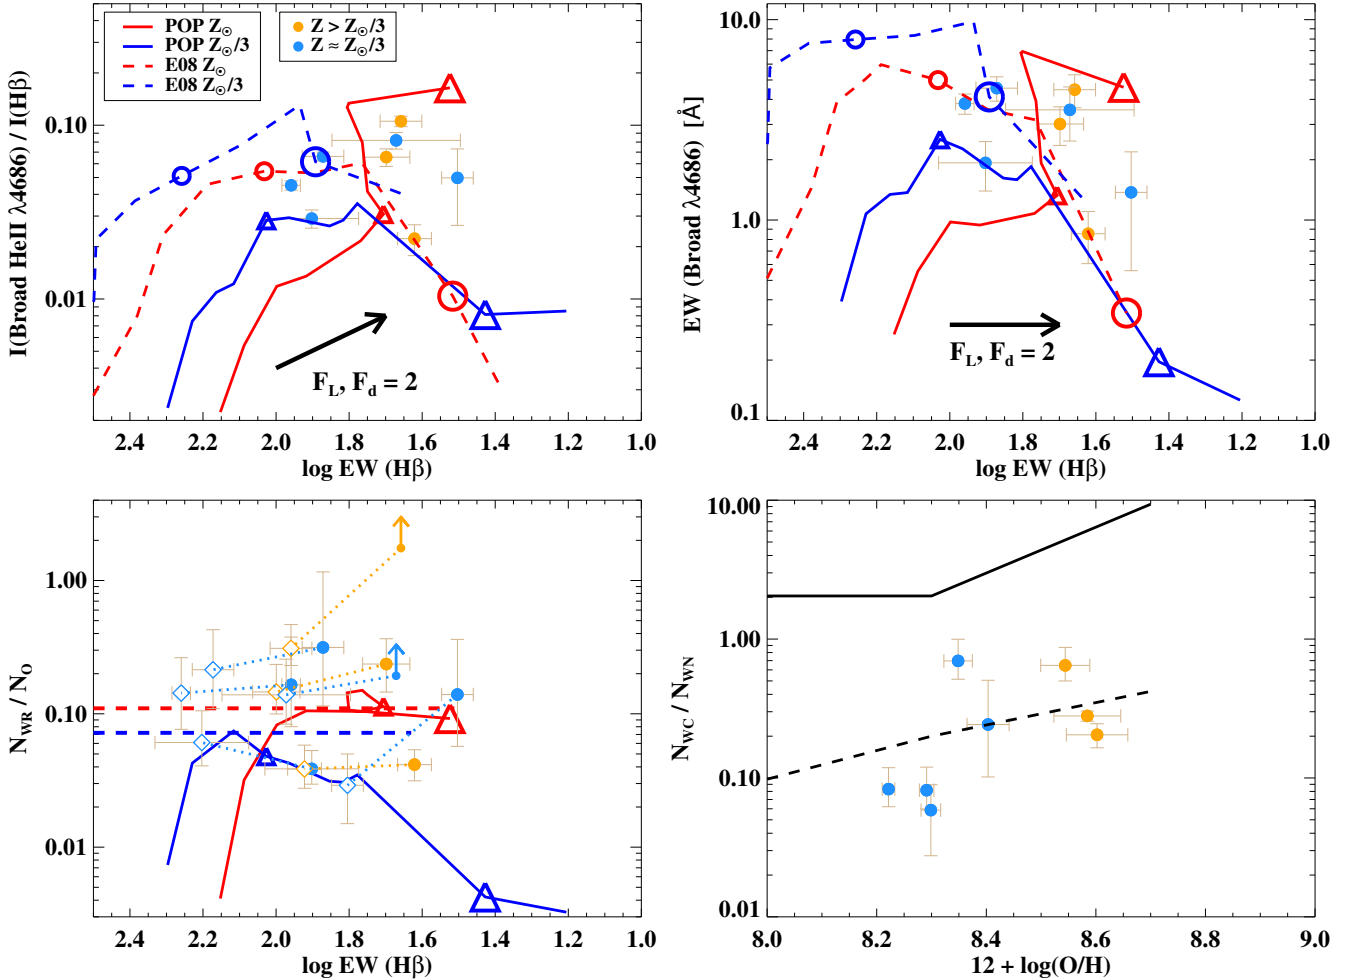 POP Z☉
POP Z☉/3
E08 Z☉
E08 Z☉/3
Z > Z☉/3
Z ≈ Z☉/3
I(Broad HeII λ4686) / I(Hβ)
0.10
0.01
F_L, F_d = 2
2.4 2.2 2.0 1.8 1.6 1.4 1.2 1.0
log EW (Hβ)
EW (Broad λ4686) [Å]
10.0
1.0
0.1
F_L, F_d = 2
2.4 2.2 2.0 1.8 1.6 1.4 1.2 1.0
log EW (Hβ)
N_WR / N_O
1.00
0.10
0.01
2.4 2.2 2.0 1.8 1.6 1.4 1.2 1.0
log EW (Hβ)
N_WC / N_WN
10.00
1.00
0.10
0.01
8.0 8.2 8.4 8.6 8.8 9.0
12 + log(O/H)